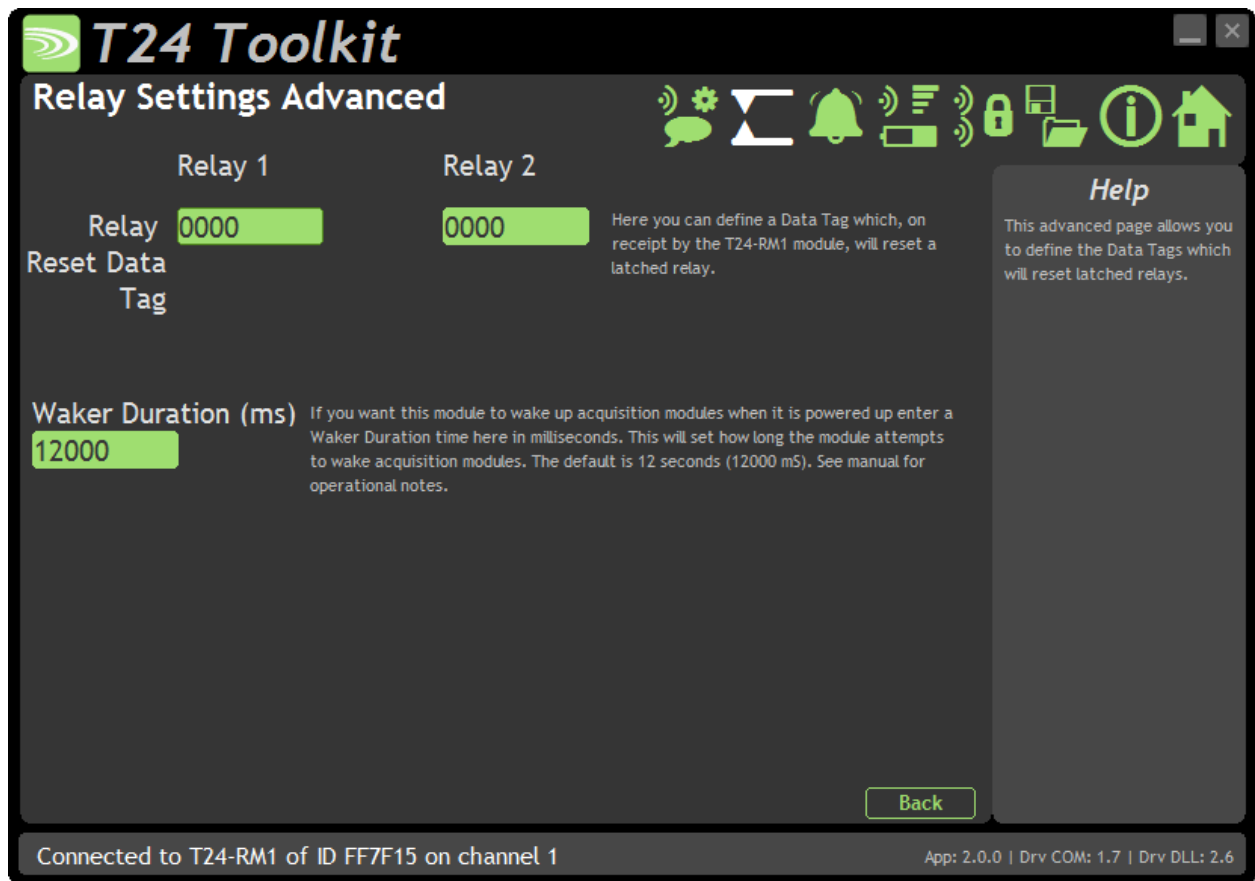 T24 Toolkit
Relay Settings Advanced
Relay 1
Relay 2
Relay
Reset Data
Tag
0000
0000
Here you can define a Data Tag which, on
receipt by the T24-RM1 module, will reset a
latched relay.
Waker Duration (ms)
12000
If you want this module to wake up acquisition modules when it is powered up enter a
Waker Duration time here in milliseconds. This will set how long the module attempts
to wake acquisition modules. The default is 12 seconds (12000 mS). See manual for
operational notes.
Help
This advanced page allows you
to define the Data Tags which
will reset latched relays.
Back
Connected to T24-RM1 of ID FF7F15 on channel 1
App: 2.0.0 | Drv COM: 1.7 | Drv DLL: 2.6